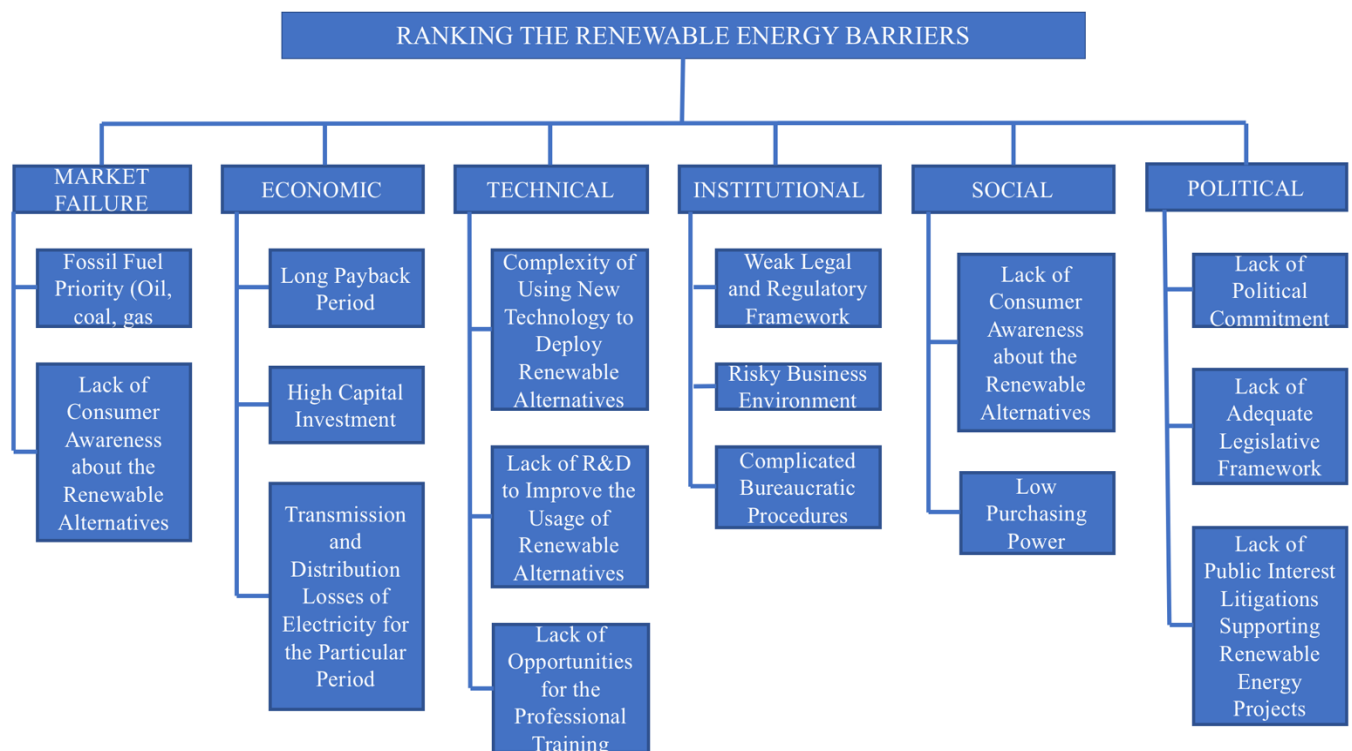 RANKING THE RENEWABLE ENERGY BARRIERS
MARKET
FAILURE
Fossil Fuel
Priority (Oil,
coal, gas
Lack of
Consumer
Awareness
about the
Renewable
Alternatives
ECONOMIC
Long Payback
Period
High Capital
Investment
Transmission
and
Distribution
Losses of
Electricity for
the Particular
Period
TECHNICAL
Complexity of
Using New
Technology to
Deploy
Renewable
Alternatives
Lack of R&D
to Improve the
Usage of
Renewable
Alternatives
Lack of
Opportunities
for the
Professional
Training
INSTITUTIONAL
Weak Legal
and Regulatory
Framework
Risky Business
Environment
Complicated
Bureaucratic
Procedures
SOCIAL
Lack of
Consumer
Awareness
about the
Renewable
Alternatives
Low
Purchasing
Power
POLITICAL
Lack of
Political
Commitment
Lack of
Adequate
Legislative
Framework
Lack of
Public Interest
Litigations
Supporting
Renewable
Energy
Projects